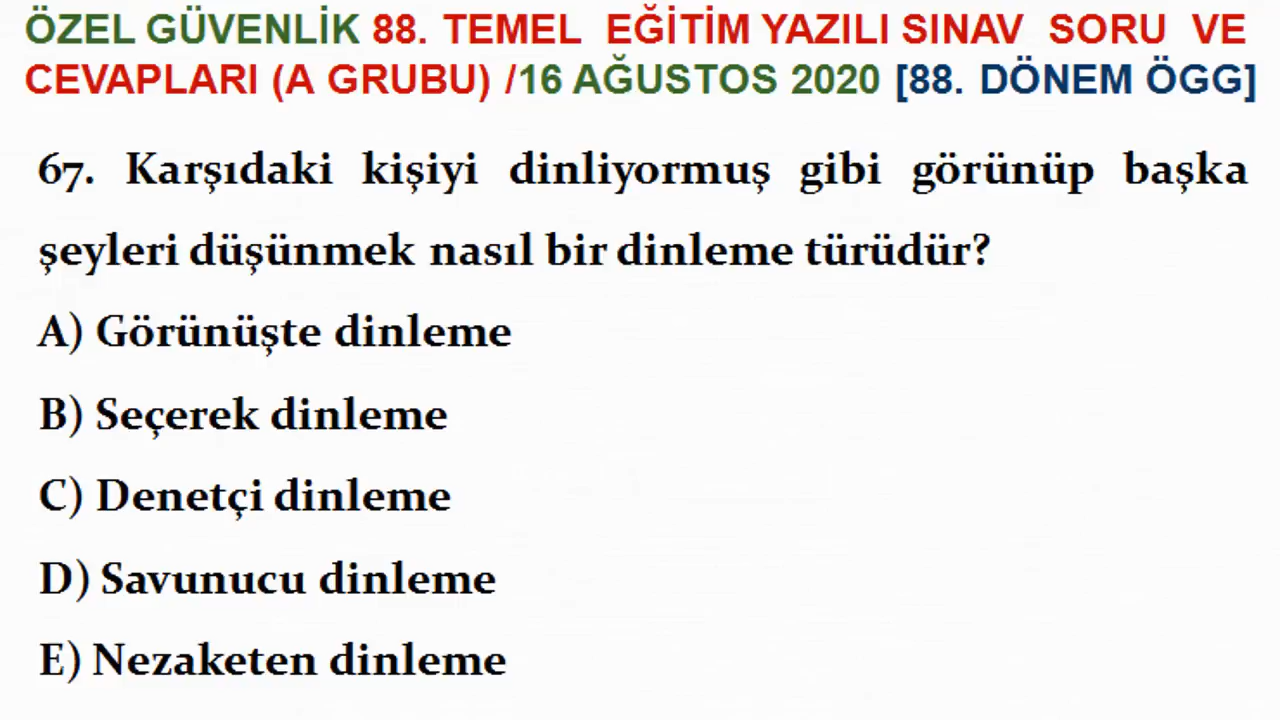 ÖZEL GÜVENLİK 88. TEMEL EĞİTİM YAZILI SINAV SORU VE
CEVAPLARI (A GRUBU) /16 AĞUSTOS 2020 [88. DÖNEM ÖGG]
67. Karşıdaki kişiyi dinliyormuş gibi görünüp başka
şeyleri düşünmek nasıl bir dinleme türüdür?
A) Görünüşte dinleme
B) Seçerek dinleme
C) Denetçi dinleme
D) Savunucu dinleme
E) Nezaketen dinleme